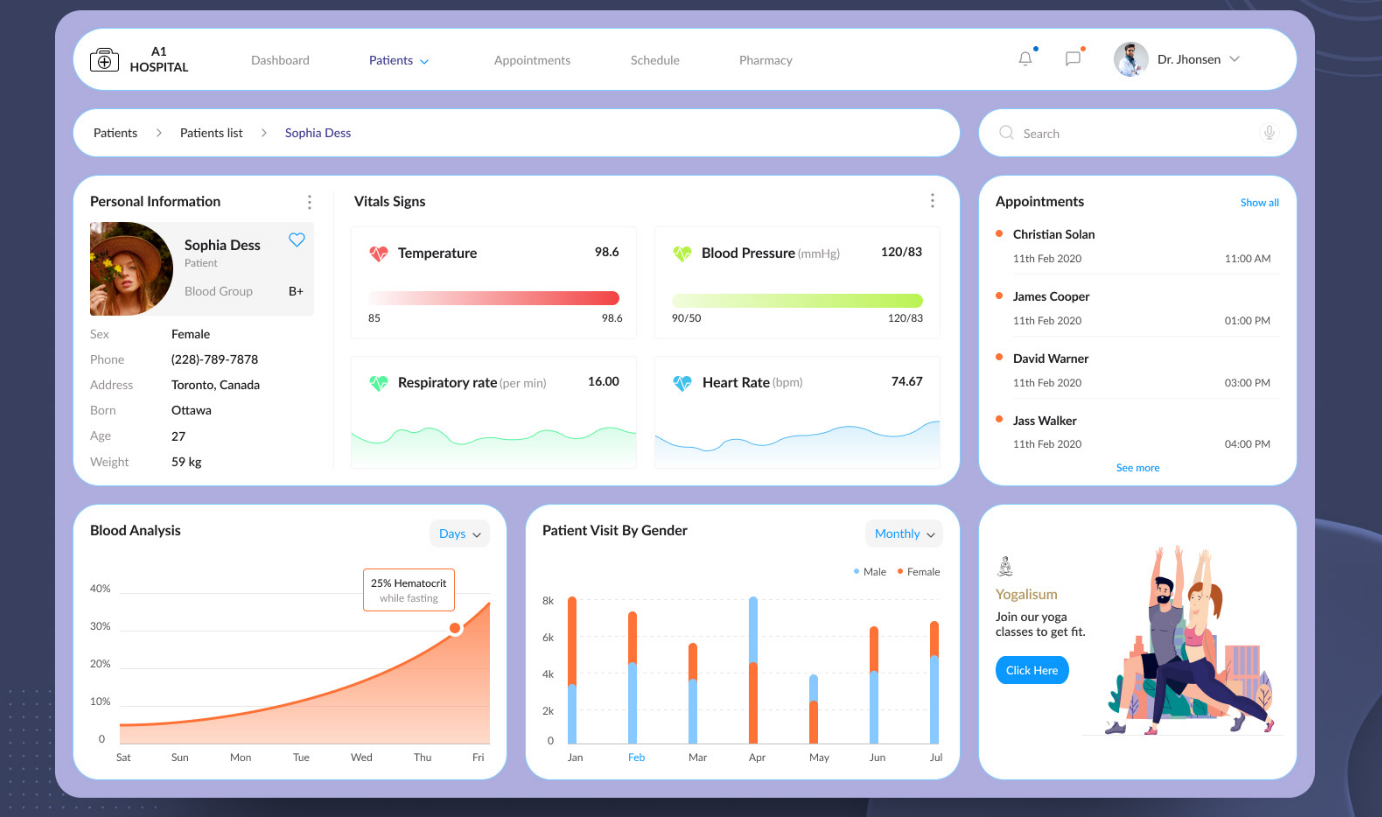 A1
HOSPITAL
Dashboard
Patients
Appointments
Schedule
Pharmacy
Dr. Jhonsen
Patients
Patients list
Sophia Dess
Search
Personal Information
Sophia Dess
Patient
Blood Group B+
Sex Female
Phone (228)-789-7878
Address Toronto, Canada
Born Ottawa
Age 27
Weight 59 kg
Vitals Signs
Temperature 98.6
85 98.6
Blood Pressure (mmHg) 120/83
90/50 120/83
Respiratory rate (per min) 16.00
Heart Rate (bpm) 74.67
Appointments Show all
Christian Solan
11th Feb 2020 11:00 AM
James Cooper
11th Feb 2020 01:00 PM
David Warner
11th Feb 2020 03:00 PM
Jass Walker
11th Feb 2020 04:00 PM
See more
Blood Analysis Days
25% Hematocrit
while fasting
40%
30%
20%
10%
0
Sat Sun Mon Tue Wed Thu Fri
Patient Visit By Gender Monthly
Male Female
8k
6k
4k
2k
0
Jan Feb Mar Apr May Jun Jul
Yogalisum
Join our yoga
classes to get fit.
Click Here